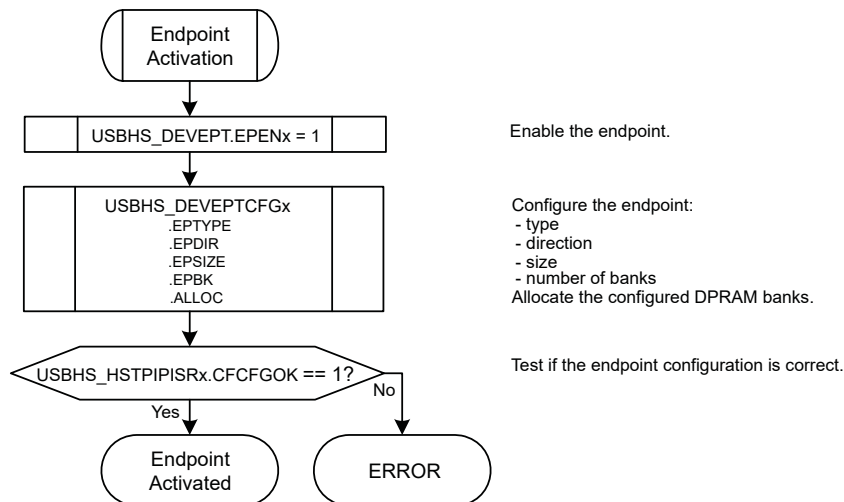 Endpoint
Activation
USBHS_DEVEPT.EPENx = 1
Enable the endpoint.
USBHS_DEVEPTCFGx
.EPTYPE
.EPDIR
.EPSIZE
.EPBK
.ALLOC
Configure the endpoint:
- type
- direction
- size
- number of banks
Allocate the configured DPRAM banks.
USBHS_HSTPIPISRx.CFCFGOK == 1?
Test if the endpoint configuration is correct.
No
Yes
Endpoint
Activated
ERROR